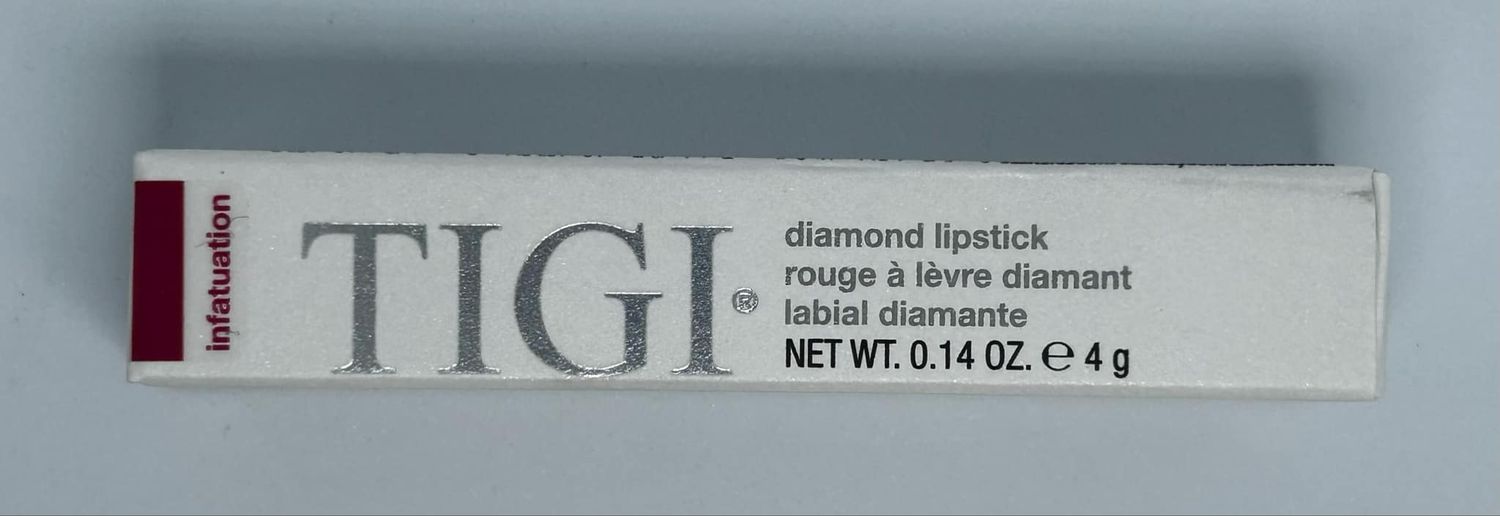 infatuation
TIGI®
diamond lipstick
rouge à lèvre diamant
labial diamante
NET WT. 0.14 OZ. ℮ 4 g